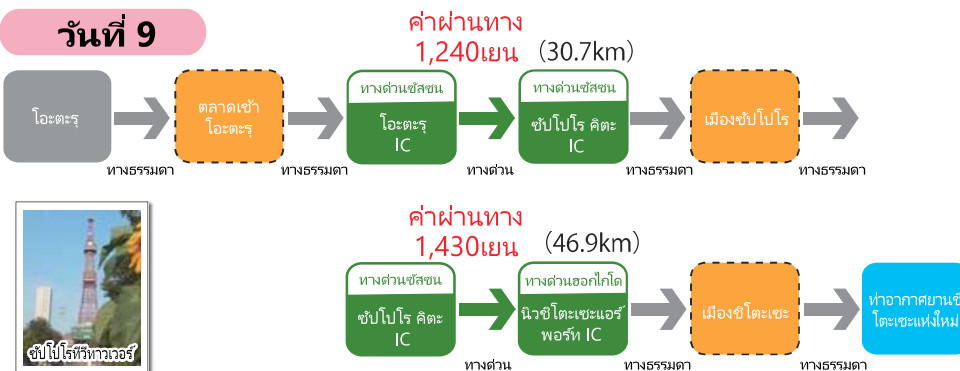 วันที่ 9
ค่าผ่านทาง
1,240เยน (30.7km)
โอะตะรุ
ตลาดเช้า
โอะตะรุ
ทางด่วนซัสซน
โอะตะรุ
IC
ทางด่วนซัสซน
ซัปโปโร คิตะ
IC
เมืองซัปโปโร
ทางธรรมดา
ทางธรรมดา
ทางด่วน
ทางธรรมดา
ทางธรรมดา
ค่าผ่านทาง
1,430เยน (46.9km)
ทางด่วนซัสซน
ซัปโปโร คิตะ
IC
ทางด่วนฮอกไกโด
นิวชิโตะเซะแอร์
พอร์ท IC
เมืองชิโตะเซะ
ท่าอากาศยานชิ
โตะเซะแห่งใหม่
ซัปโปโรทีวีทาวเวอร์
ทางด่วน
ทางธรรมดา
ทางธรรมดา